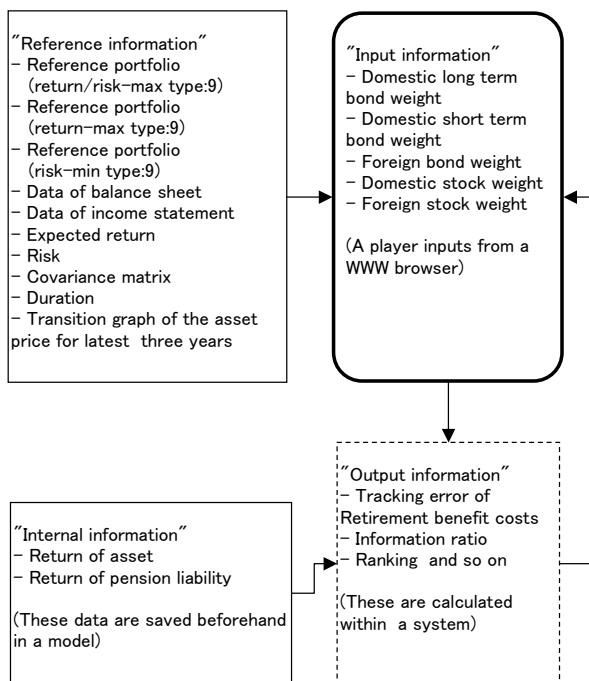 "Reference information"
- Reference portfolio
(return/risk-max type:9)
- Reference portfolio
(return-max type:9)
- Reference portfolio
(risk-min type:9)
- Data of balance sheet
- Data of income statement
- Expected return
- Risk
- Covariance matrix
- Duration
- Transition graph of the asset
price for latest three years
"Input information"
- Domestic long term
bond weight
- Domestic short term
bond weight
- Foreign bond weight
- Domestic stock weight
- Foreign stock weight
(A player inputs from a
WWW browser)
"Internal information"
- Return of asset
- Return of pension liability
(These data are saved beforehand
in a model)
"Output information"
- Tracking error of
Retirement benefit costs
- Information ratio
- Ranking and so on
(These are calculated
within a system)